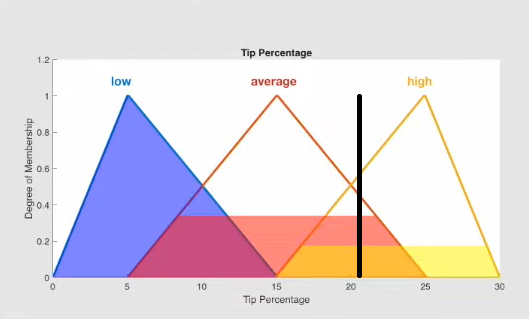 Tip Percentage
low average high
Degree of Membership
1.2
1
0.8
0.6
0.4
0.2
0
0 5 10 15 20 25 30
Tip Percentage